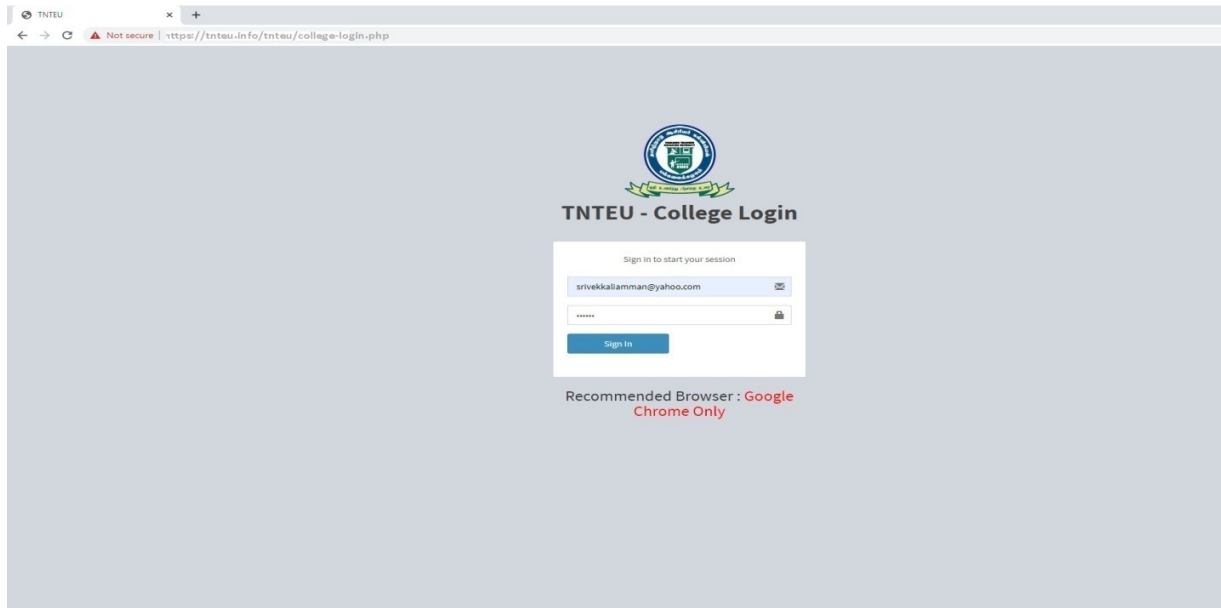 TNTEU
Not secure | https://tnteu.info/tnteu/college-login.php
TNTEU - College Login
Sign in to start your session
srivekkaliamman@yahoo.com
••••••
Sign In
Recommended Browser : Google
Chrome Only